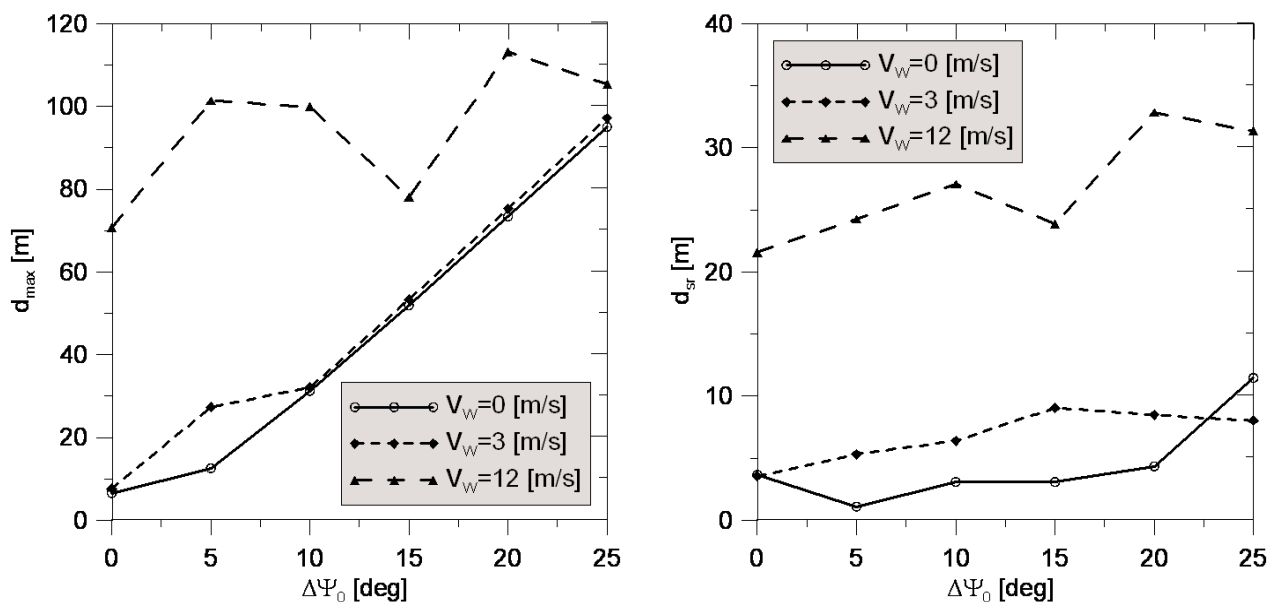 120
100
80
60
40
20
0
d_max [m]
V_W=0 [m/s]
V_W=3 [m/s]
V_W=12 [m/s]
0 5 10 15 20 25
ΔΨ_0 [deg]
40
30
20
10
0
d_sr [m]
V_W=0 [m/s]
V_W=3 [m/s]
V_W=12 [m/s]
0 5 10 15 20 25
ΔΨ_0 [deg]